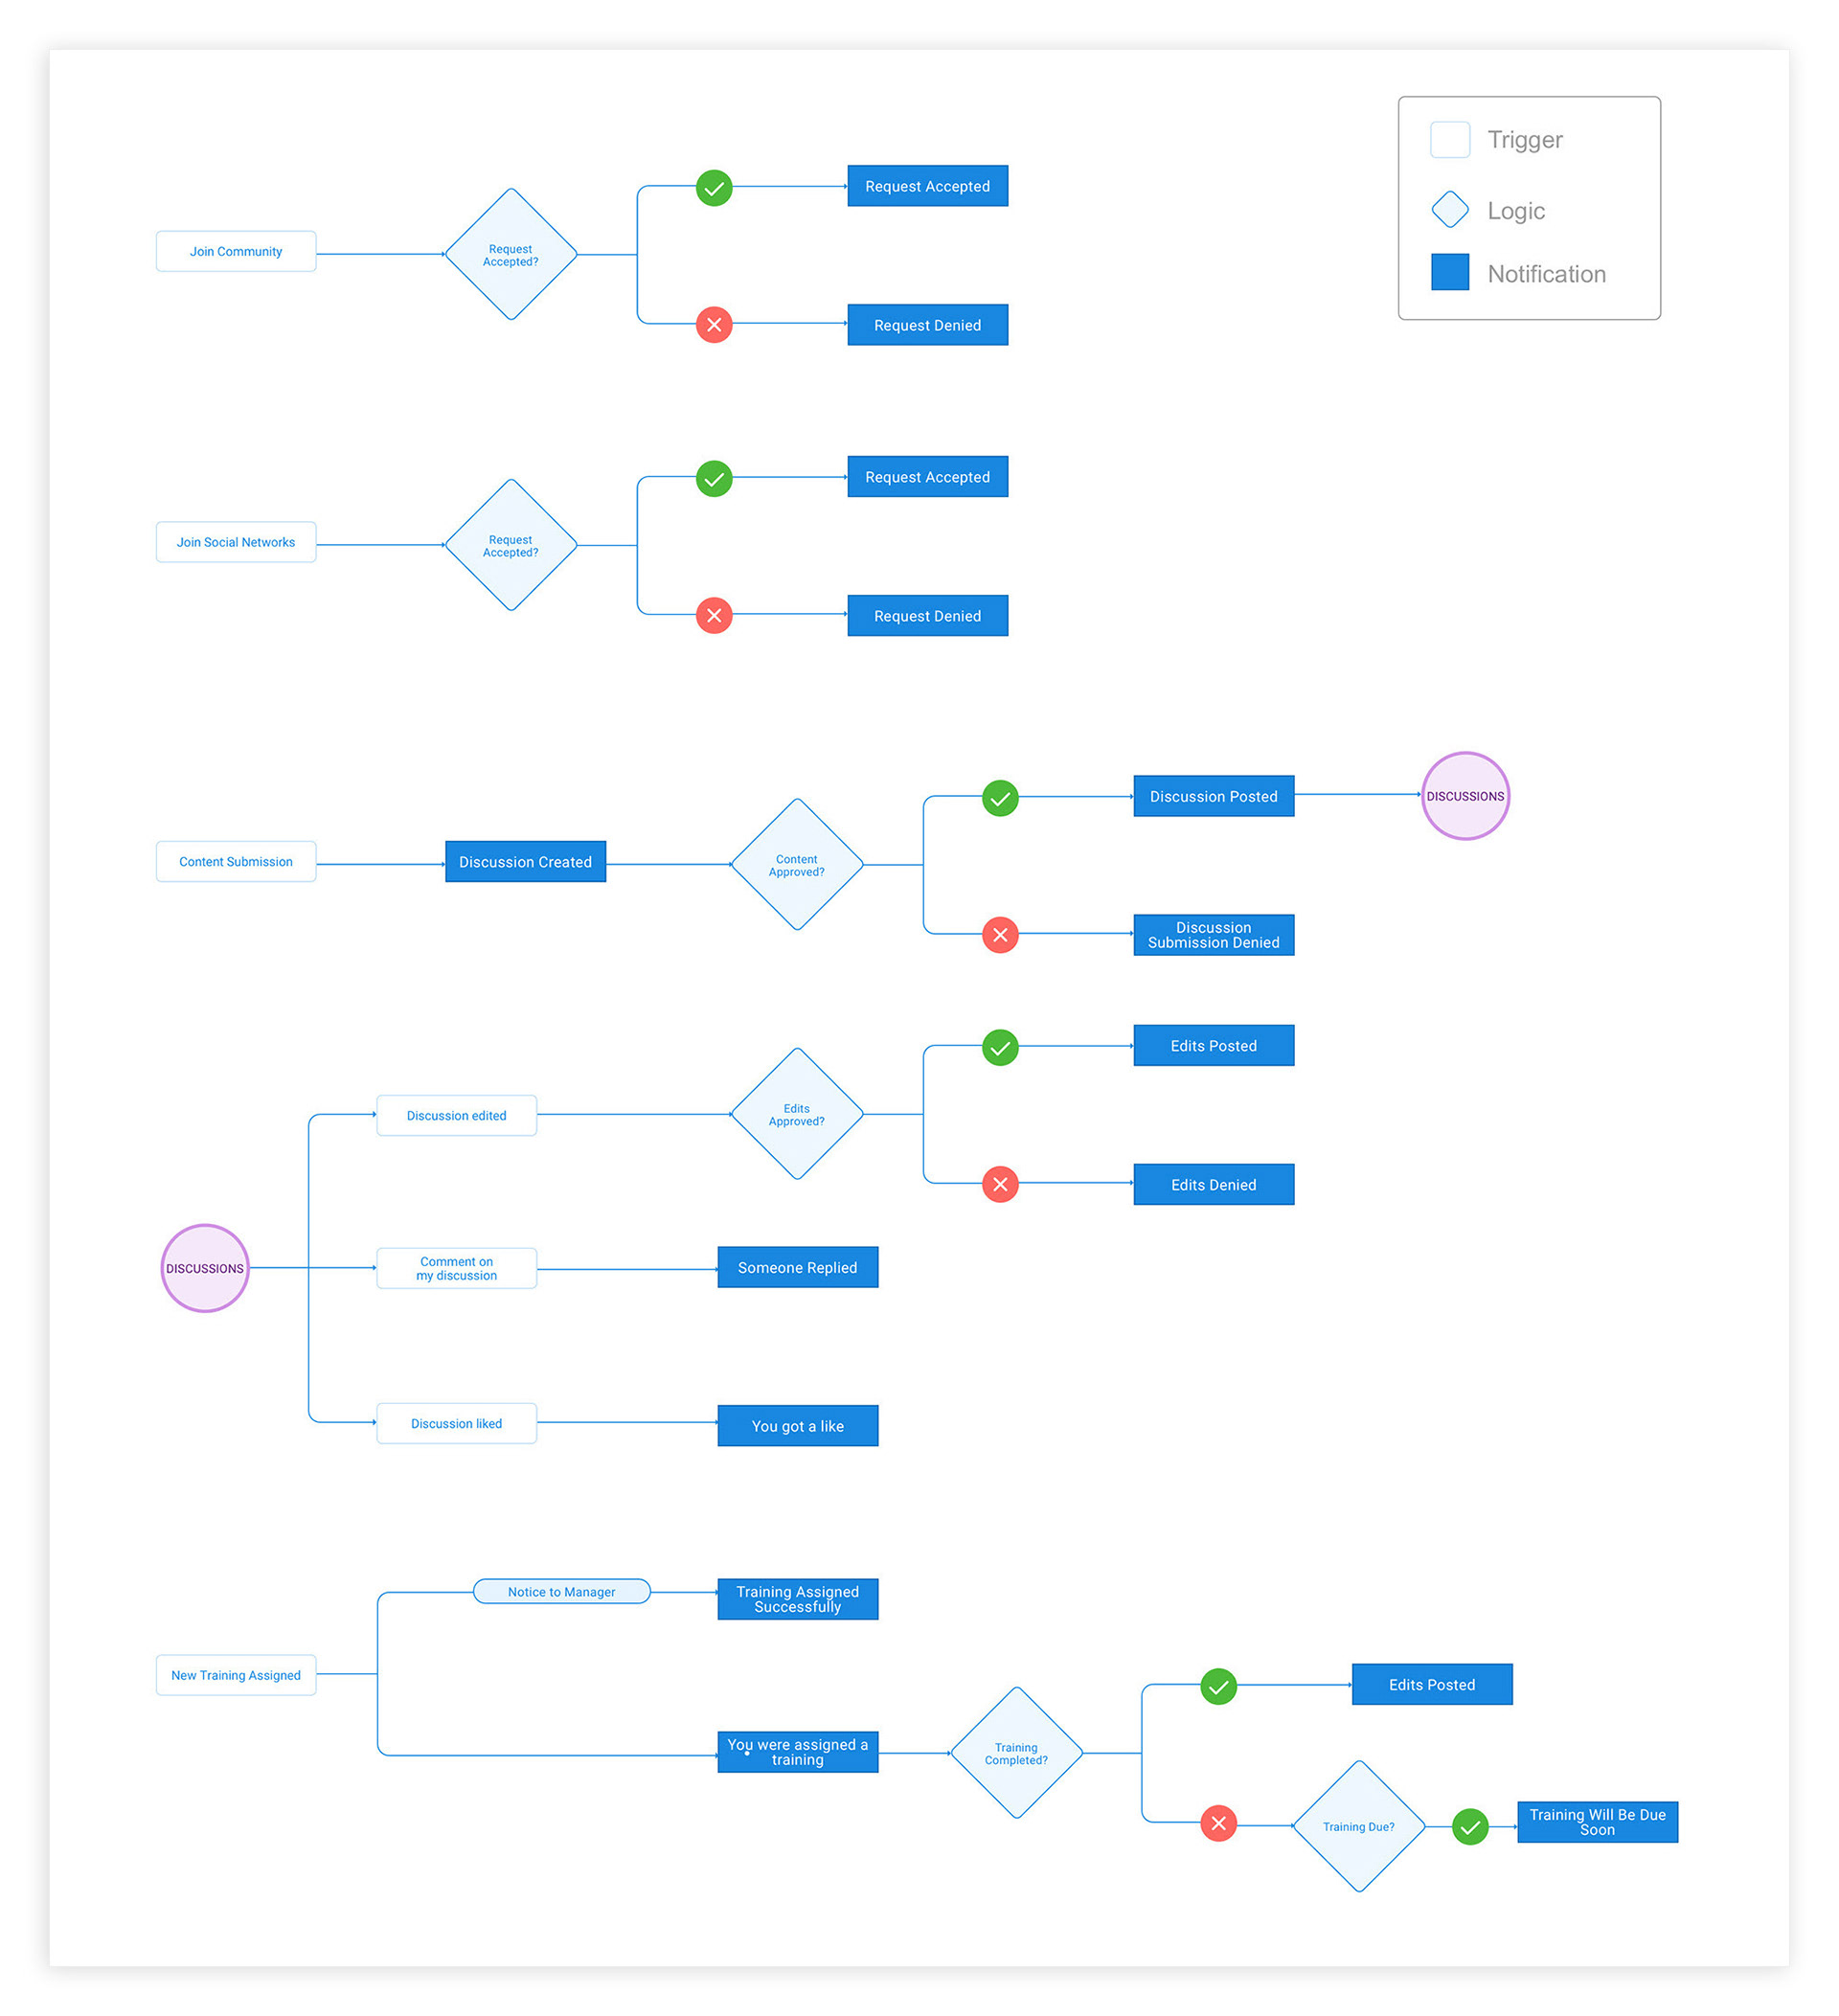 Trigger
Logic
Notification
Join Community
Request
Accepted?
Request Accepted
Request Denied
Join Social Networks
Request
Accepted?
Request Accepted
Request Denied
Content Submission
Discussion Created
Content
Approved?
Discussion Posted
DISCUSSIONS
Discussion
Submission Denied
DISCUSSIONS
Discussion edited
Edits
Approved?
Edits Posted
Edits Denied
Comment on
my discussion
Someone Replied
Discussion liked
You got a like
New Training Assigned
Notice to Manager
Training Assigned
Successfully
You were assigned a
training
Training
Completed?
Edits Posted
Training Due?
Training Will Be Due
Soon